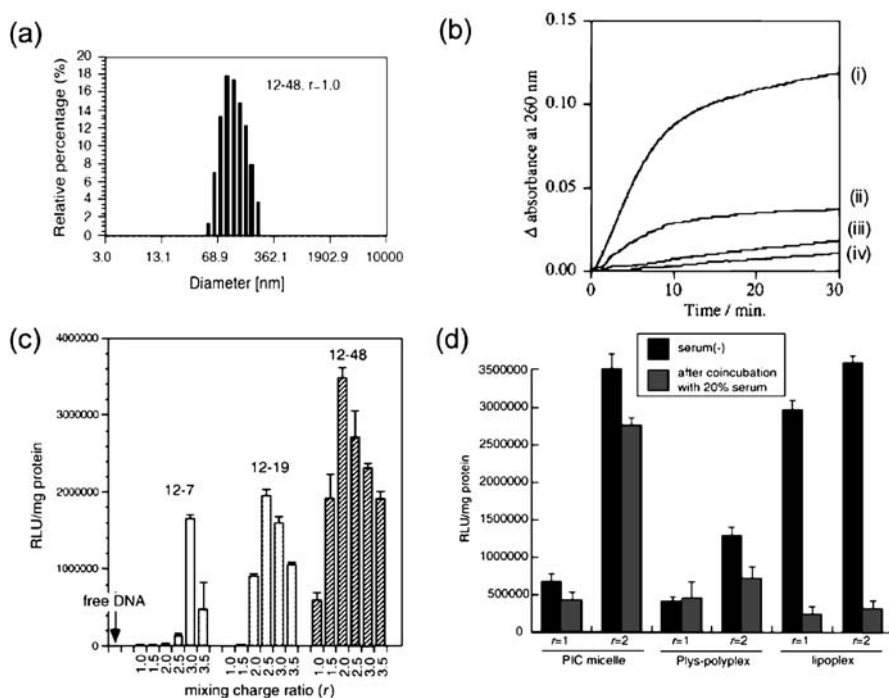 (a)
20
18
16
14
12
10
8
6
4
2
0
Relative percentage (%)
12-48. r=1.0
3.0 13.1 68.9 362.1 1902.9 10000
Diameter [nm]
(b)
0.15
0.10
0.05
0.00
Δ absorbance at 260 nm
(i)
(ii)
(iii)
(iv)
0 10 20 30
Time / min.
(c)
4000000
3000000
2000000
1000000
0
RLU/mg protein
free DNA
12-7
12-19
12-48
1.0 1.5 2.0 2.5 3.0 3.5 1.0 1.5 2.0 2.5 3.0 3.5 1.0 1.5 2.0 2.5 3.0 3.5
mixing charge ratio (r)
(d)
serum(-)
after coincubation
with 20% serum
3500000
3000000
2500000
2000000
1500000
1000000
500000
0
RLU/mg protein
r=1 r=2 r=1 r=2 r=1 r=2
PIC micelle Plys-polyplex lipoplex